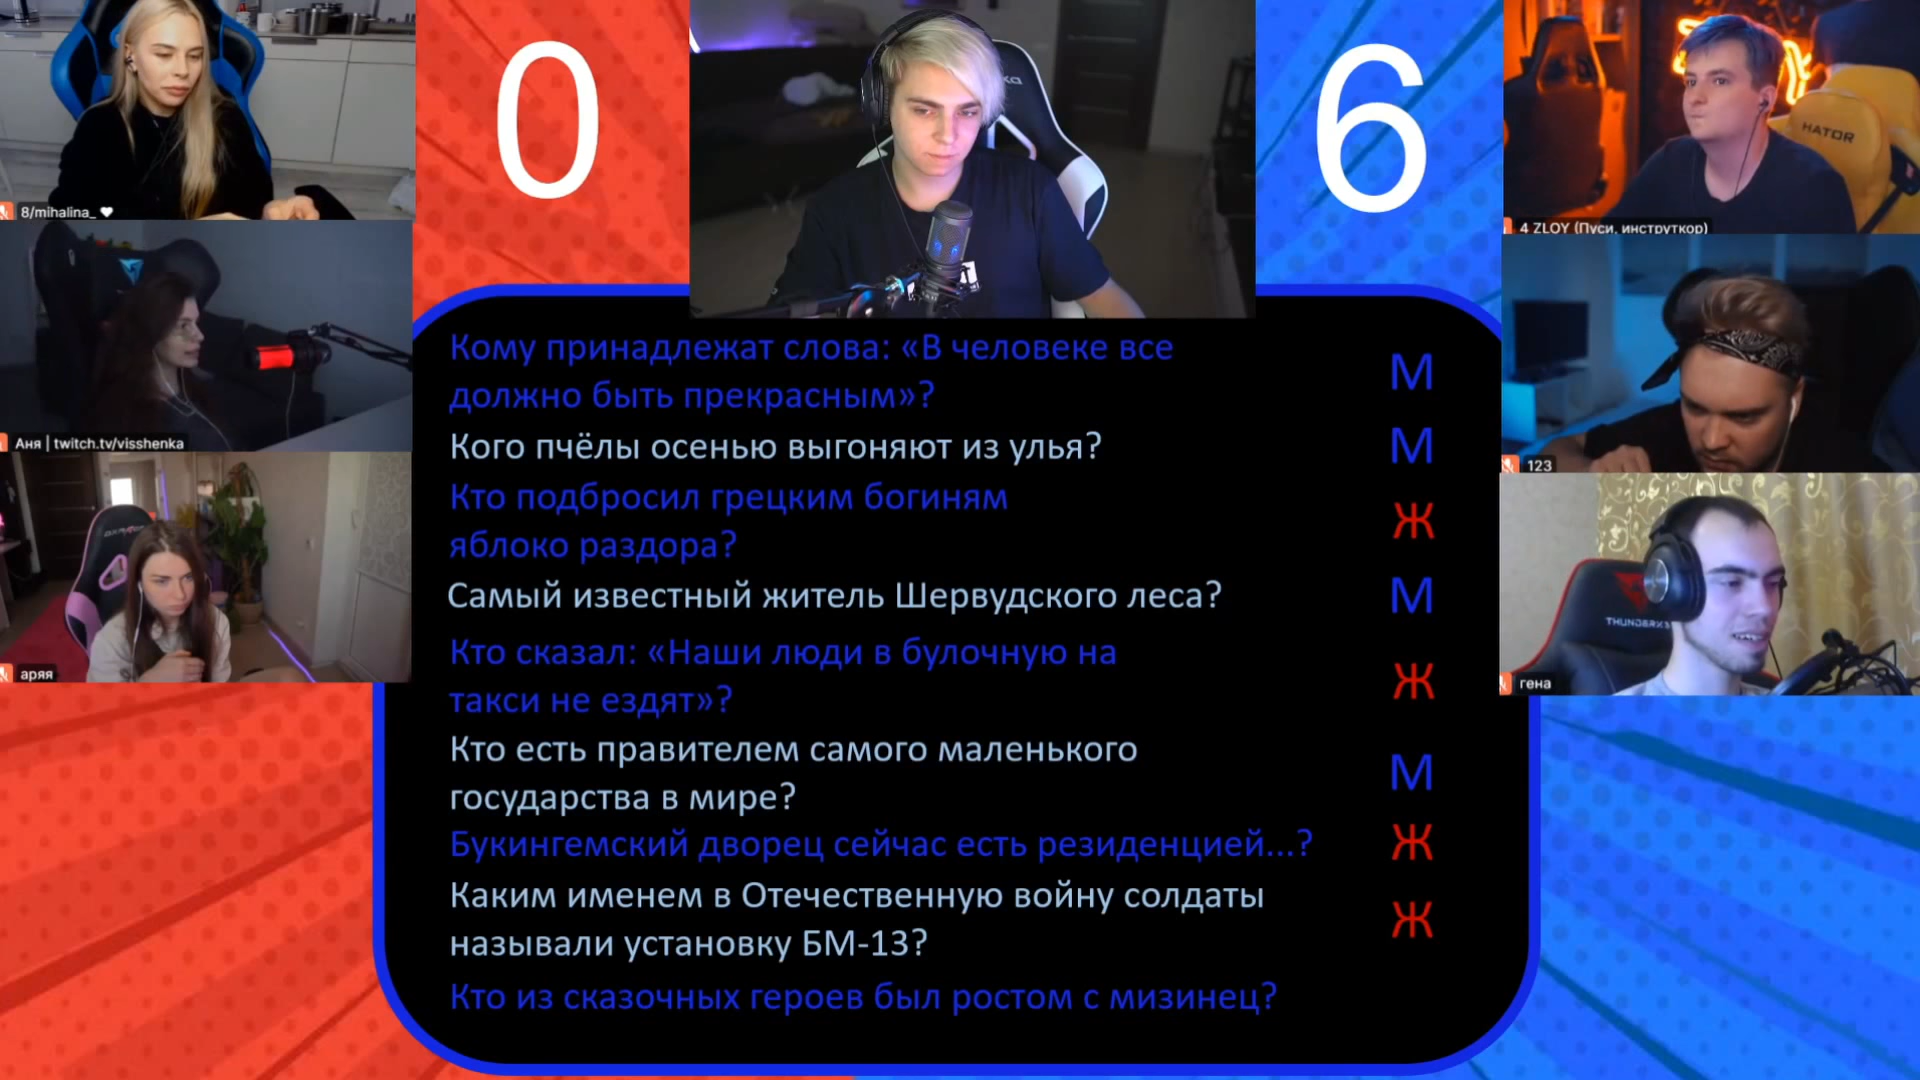 0
6
8/mihalina_ ♥
4 ZLOY (Пуси, инструткор)
HATOR
Аня | twitch.tv/visshenka
123
аряя
THUNDERX3
гена
Кому принадлежат слова: «В человеке все
должно быть прекрасным»?
М
Кого пчёлы осенью выгоняют из улья?
М
Кто подбросил грецким богиням
яблоко раздора?
Ж
Самый известный житель Шервудского леса?
М
Кто сказал: «Наши люди в булочную на
такси не ездят»?
Ж
Кто есть правителем самого маленького
государства в мире?
М
Букингемский дворец сейчас есть резиденцией...?
Ж
Каким именем в Отечественную войну солдаты
называли установку БМ-13?
Ж
Кто из сказочных героев был ростом с мизинец?